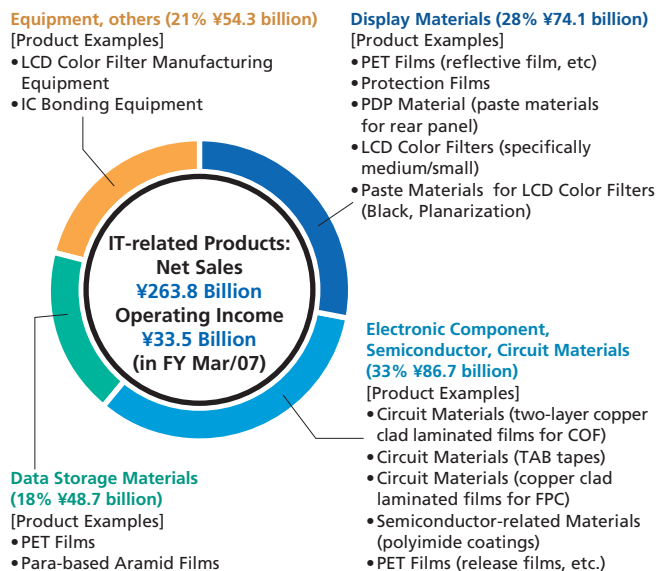 Equipment, others (21% ¥54.3 billion)
[Product Examples]
•LCD Color Filter Manufacturing
Equipment
•IC Bonding Equipment
Display Materials (28% ¥74.1 billion)
[Product Examples]
•PET Films (reflective film, etc)
•Protection Films
•PDP Material (paste materials
for rear panel)
•LCD Color Filters (specifically
medium/small)
•Paste Materials for LCD Color Filters
(Black, Planarization)
IT-related Products:
Net Sales
¥263.8 Billion
Operating Income
¥33.5 Billion
(in FY Mar/07)
Electronic Component,
Semiconductor, Circuit Materials
(33% ¥86.7 billion)
[Product Examples]
•Circuit Materials (two-layer copper
clad laminated films for COF)
•Circuit Materials (TAB tapes)
•Circuit Materials (copper clad
laminated films for FPC)
•Semiconductor-related Materials
(polyimide coatings)
•PET Films (release films, etc.)
Data Storage Materials
(18% ¥48.7 billion)
[Product Examples]
•PET Films
•Para-based Aramid Films